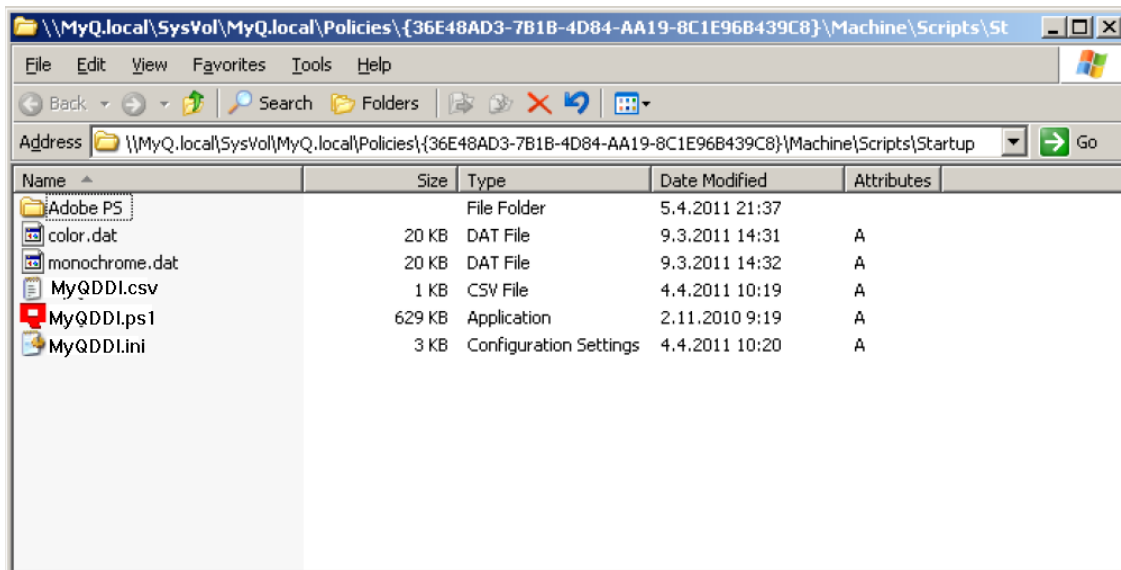 \\MyQ.local\SysVol\MyQ.local\Policies\{36E48AD3-7B1B-4D84-AA19-8C1E96B439C8}\Machine\Scripts\St
File Edit View Favorites Tools Help
Back Search Folders
Address \\MyQ.local\SysVol\MyQ.local\Policies\{36E48AD3-7B1B-4D84-AA19-8C1E96B439C8}\Machine\Scripts\Startup Go
Name Size Type Date Modified Attributes
Adobe PS File Folder 5.4.2011 21:37
color.dat 20 KB DAT File 9.3.2011 14:31 A
monochrome.dat 20 KB DAT File 9.3.2011 14:32 A
MyQDDI.csv 1 KB CSV File 4.4.2011 10:19 A
MyQDDI.ps1 629 KB Application 2.11.2010 9:19 A
MyQDDI.ini 3 KB Configuration Settings 4.4.2011 10:20 A